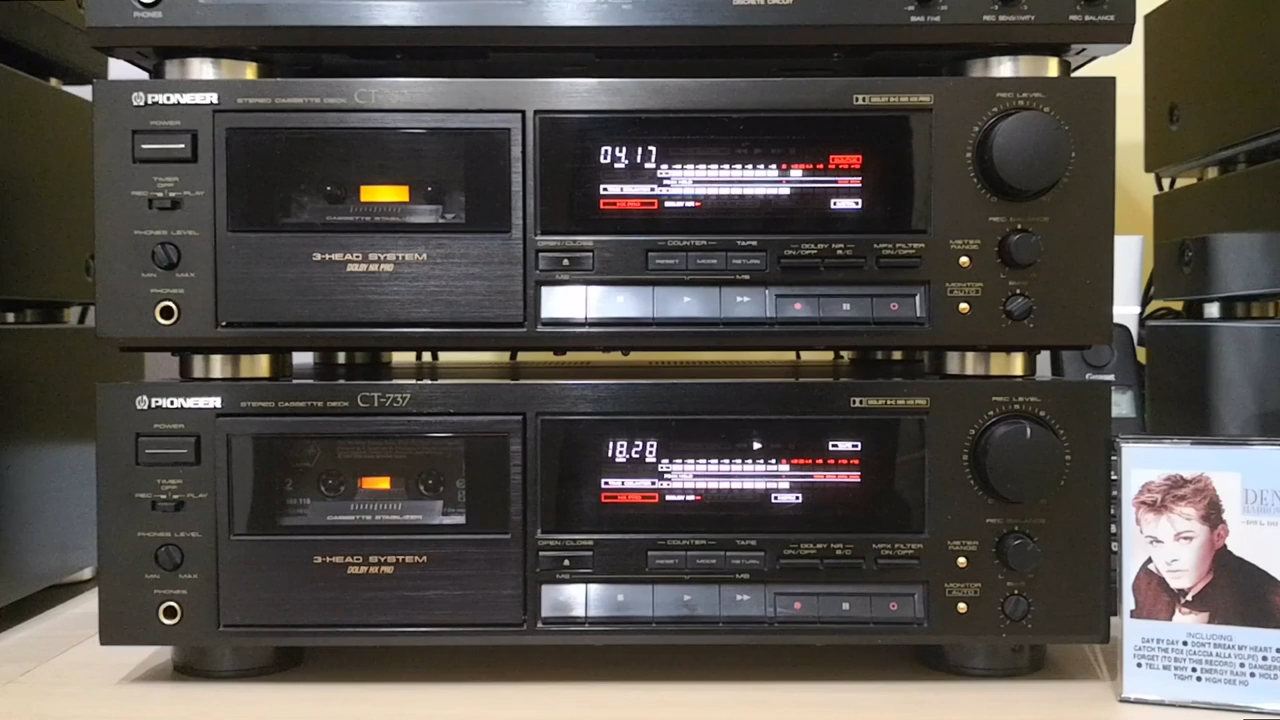 PHONES
DISCRETE CIRCUIT
BIAS FINE
REC SENSITIVITY
REC BALANCE
PIONEER
STEREO CASSETTE DECK
POWER
TIMER
OFF
REC PLAY
PHONES LEVEL
MIN MAX
PHONES
CASSETTE
3-HEAD SYSTEM
DOLBY HX PRO
04.17
DOLBY NR
HX PRO
OPEN/CLOSE
COUNTER TAPE
RESET MODE RETURN
DOLBY NR
ON/OFF B/C
MPX FILTER
ON/OFF
REC LEVEL
REC BALANCE
METER
RANGE
MONITOR
AUTO
PIONEER
STEREO CASSETTE DECK CT-737
POWER
TIMER
OFF
REC PLAY
PHONES LEVEL
MIN MAX
PHONES
CASSETTE STABILIZER
3-HEAD SYSTEM
DOLBY HX PRO
18.28
TAPE
HX PRO
DOLBY NR
OPEN/CLOSE
COUNTER TAPE
RESET MODE RETURN
DOLBY NR
ON/OFF B/C
MPX FILTER
ON/OFF
REC LEVEL
REC BALANCE
METER
RANGE
MONITOR
AUTO
INCLUDING
DAY BY DAY ● DON'T BREAK MY HEART ●
CATCH THE FOX (CACCIA ALLA VOLPE) ● DO
FORGET (TO BUY THIS RECORD) ● DANGER
● TELL ME WHY ● ENERGY RAIN ● HOLD
TIGHT ● HIGH DEE HO